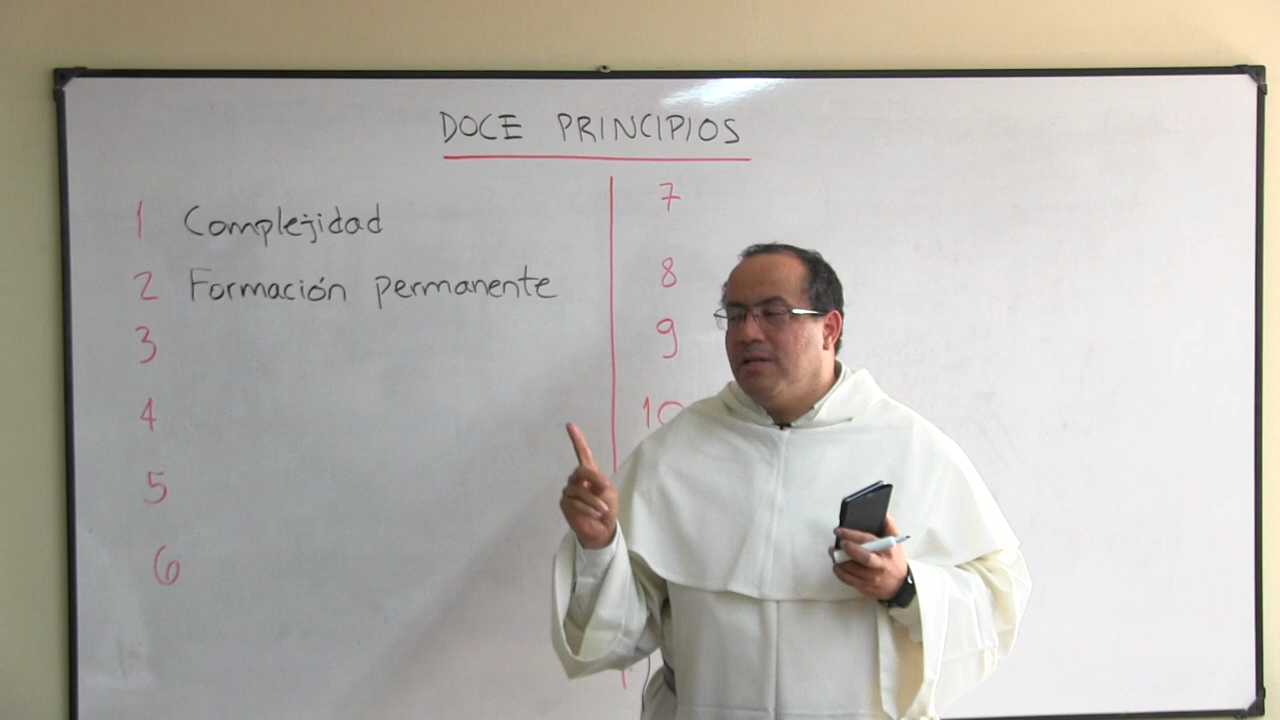 DOCE PRINCIPIOS
1 Complejidad
2 Formación permanente
3
4
5
6
7
8
9
10